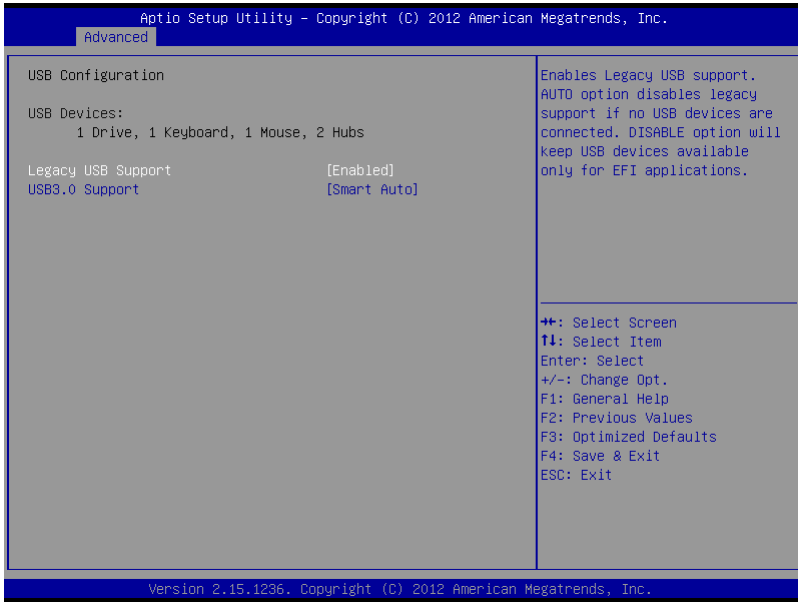 Aptio Setup Utility – Copyright (C) 2012 American Megatrends, Inc.
Advanced
USB Configuration
USB Devices:
1 Drive, 1 Keyboard, 1 Mouse, 2 Hubs
Legacy USB Support [Enabled]
USB3.0 Support [Smart Auto]
Enables Legacy USB support.
AUTO option disables legacy
support if no USB devices are
connected. DISABLE option will
keep USB devices available
only for EFI applications.
→←: Select Screen
↑↓: Select Item
Enter: Select
+/-: Change Opt.
F1: General Help
F2: Previous Values
F3: Optimized Defaults
F4: Save & Exit
ESC: Exit
Version 2.15.1236. Copyright (C) 2012 American Megatrends, Inc.